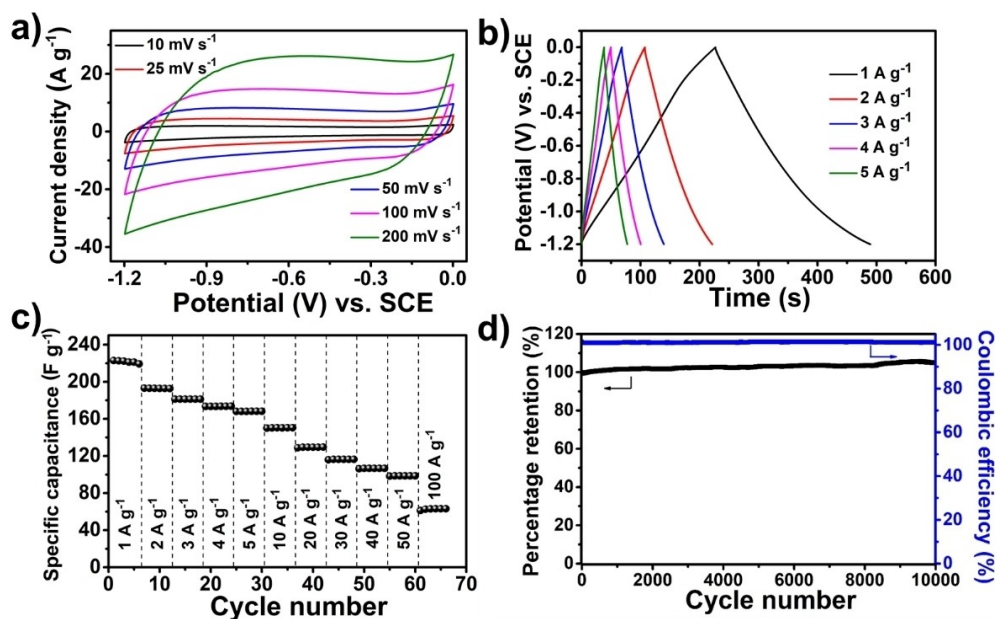 a)
Current density (A g⁻¹)
20
0
-20
-40
10 mV s⁻¹
25 mV s⁻¹
50 mV s⁻¹
100 mV s⁻¹
200 mV s⁻¹
-1.2 -0.9 -0.6 -0.3 0.0
Potential (V) vs. SCE
b)
Potential (V) vs. SCE
0.0
-0.2
-0.4
-0.6
-0.8
-1.0
-1.2
1 A g⁻¹
2 A g⁻¹
3 A g⁻¹
4 A g⁻¹
5 A g⁻¹
0 100 200 300 400 500 600
Time (s)
c)
Specific capacitance (F g⁻¹)
240
200
160
120
80
40
0
1 A g⁻¹
2 A g⁻¹
3 A g⁻¹
4 A g⁻¹
5 A g⁻¹
10 A g⁻¹
20 A g⁻¹
30 A g⁻¹
40 A g⁻¹
50 A g⁻¹
100 A g⁻¹
0 10 20 30 40 50 60 70
Cycle number
d)
Percentage retention (%)
120
100
80
60
40
20
0
0 2000 4000 6000 8000 10000
Cycle number
100
80
60
40
20
0
Coulombic efficiency (%)